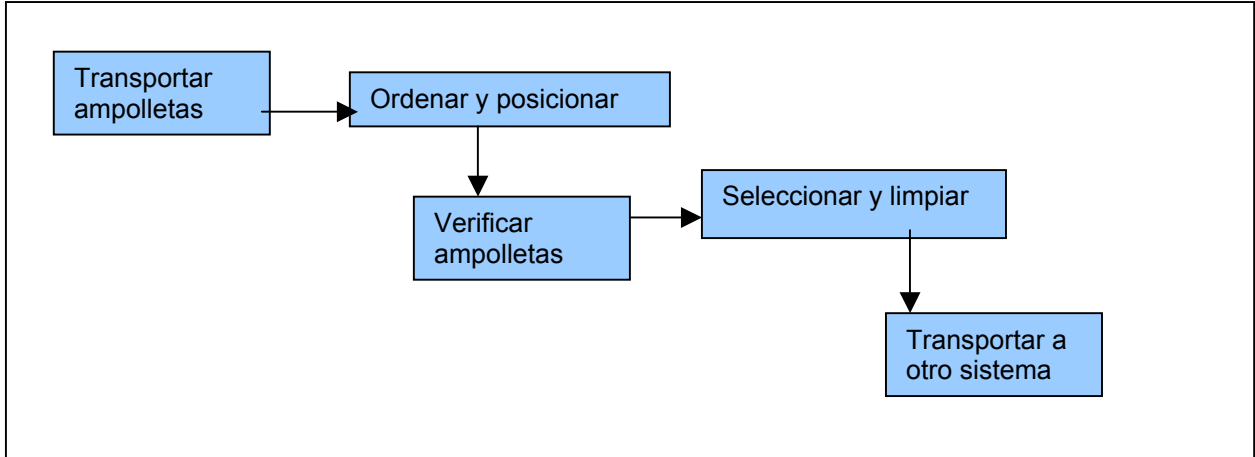 Transportar
ampolletas
Ordenar y posicionar
Verificar
ampolletas
Seleccionar y limpiar
Transportar a
otro sistema